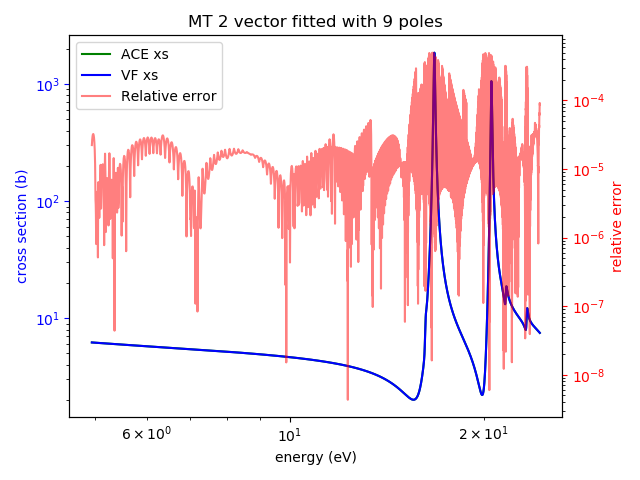 MT 2 vector fitted with 9 poles
ACE xs
VF xs
Relative error
10³
10²
10¹
cross section (b)
10⁻⁴
10⁻⁵
10⁻⁶
10⁻⁷
10⁻⁸
relative error
6 × 10⁰
10¹
2 × 10¹
energy (eV)